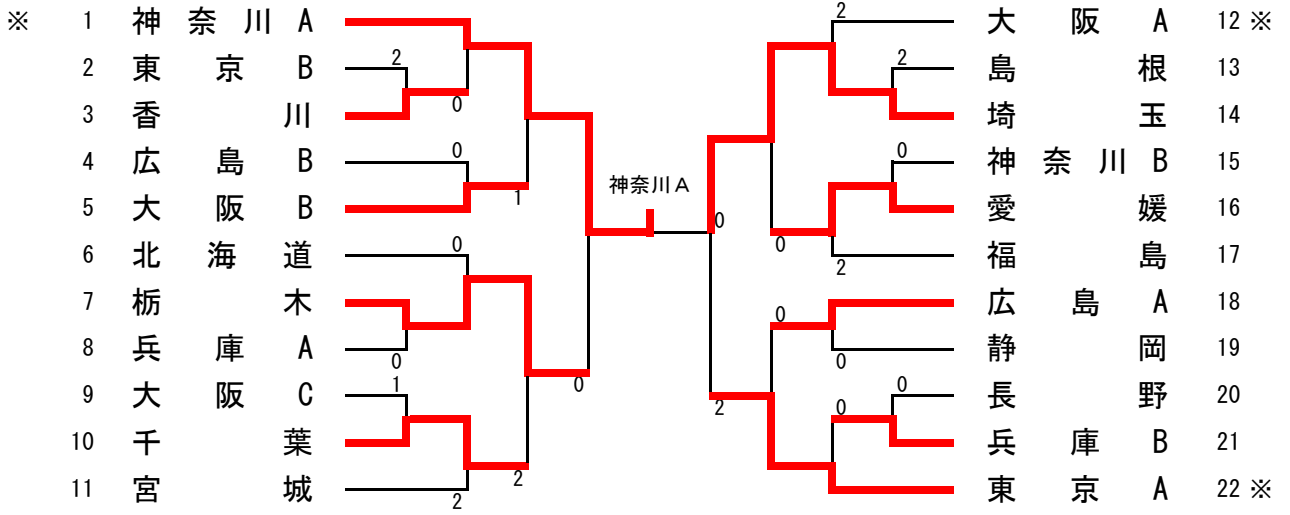 ※ 1 神奈川A
2 東京B
3 香川
4 広島B
5 大阪B
6 北海道
7 栃木
8 兵庫A
9 大阪C
10 千葉
11 宮城
2
0
0
1
0
0
1
2
2
0
神奈川A
0
2
2
2
0
0
2
0
0
0
0
大阪A 12 ※
島根 13
埼玉 14
神奈川B 15
愛媛 16
福島 17
広島A 18
静岡 19
長野 20
兵庫B 21
東京A 22 ※